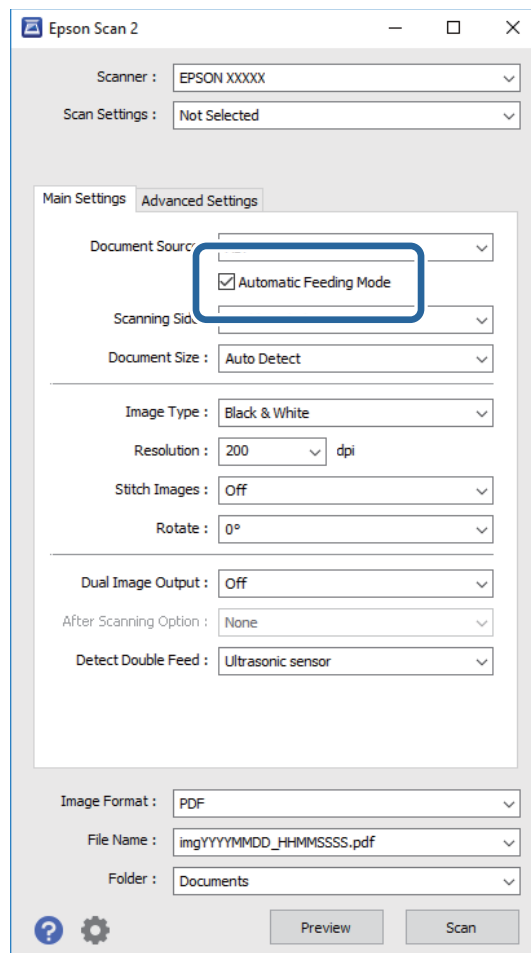 Epson Scan 2
Scanner : EPSON XXXXX
Scan Settings : Not Selected
Main Settings Advanced Settings
Document
Automatic Feeding Mode
Scanning
Document Size : Auto Detect
Image Type : Black & White
Resolution : 200 dpi
Stitch Images : Off
Rotate : 0°
Dual Image Output : Off
After Scanning Option : None
Detect Double Feed : Ultrasonic sensor
Image Format : PDF
File Name : imgYYYYMMDD_HHMMSSSS.pdf
Folder : Documents
? Preview Scan